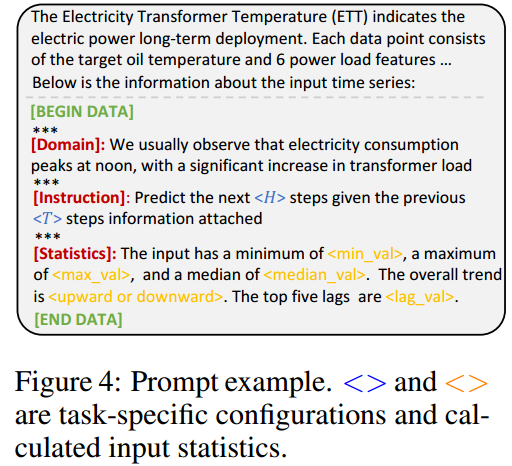 The Electricity Transformer Temperature (ETT) indicates the
electric power long-term deployment. Each data point consists
of the target oil temperature and 6 power load features ...
Below is the information about the input time series:
[BEGIN DATA]
***
[Domain]: We usually observe that electricity consumption
peaks at noon, with a significant increase in transformer load
***
[Instruction]: Predict the next <H> steps given the previous
<T> steps information attached
***
[Statistics]: The input has a minimum of <min_val>, a maximum
of <max_val>, and a median of <median_val>. The overall trend
is <upward or downward>. The top five lags are <lag_val>.
[END DATA]
Figure 4: Prompt example. <> and <>
are task-specific configurations and cal-
culated input statistics.